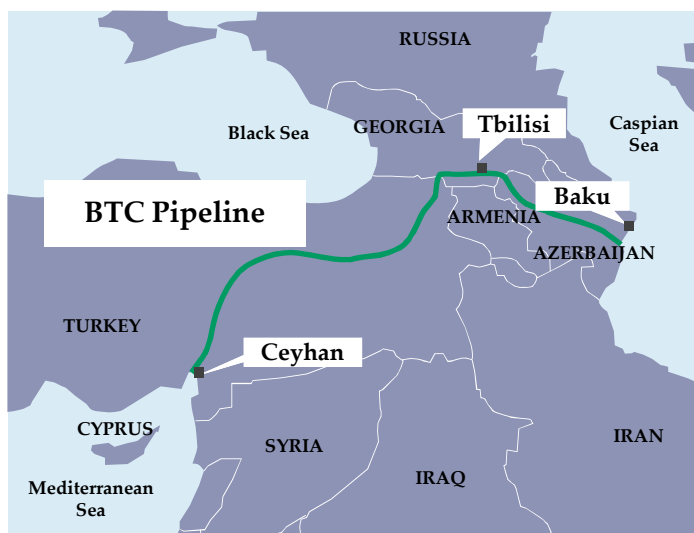 RUSSIA
Black Sea
GEORGIA
Tbilisi
Caspian
Sea
BTC Pipeline
ARMENIA
Baku
AZERBAIJAN
TURKEY
Ceyhan
CYPRUS
SYRIA
IRAN
IRAQ
Mediterranean
Sea